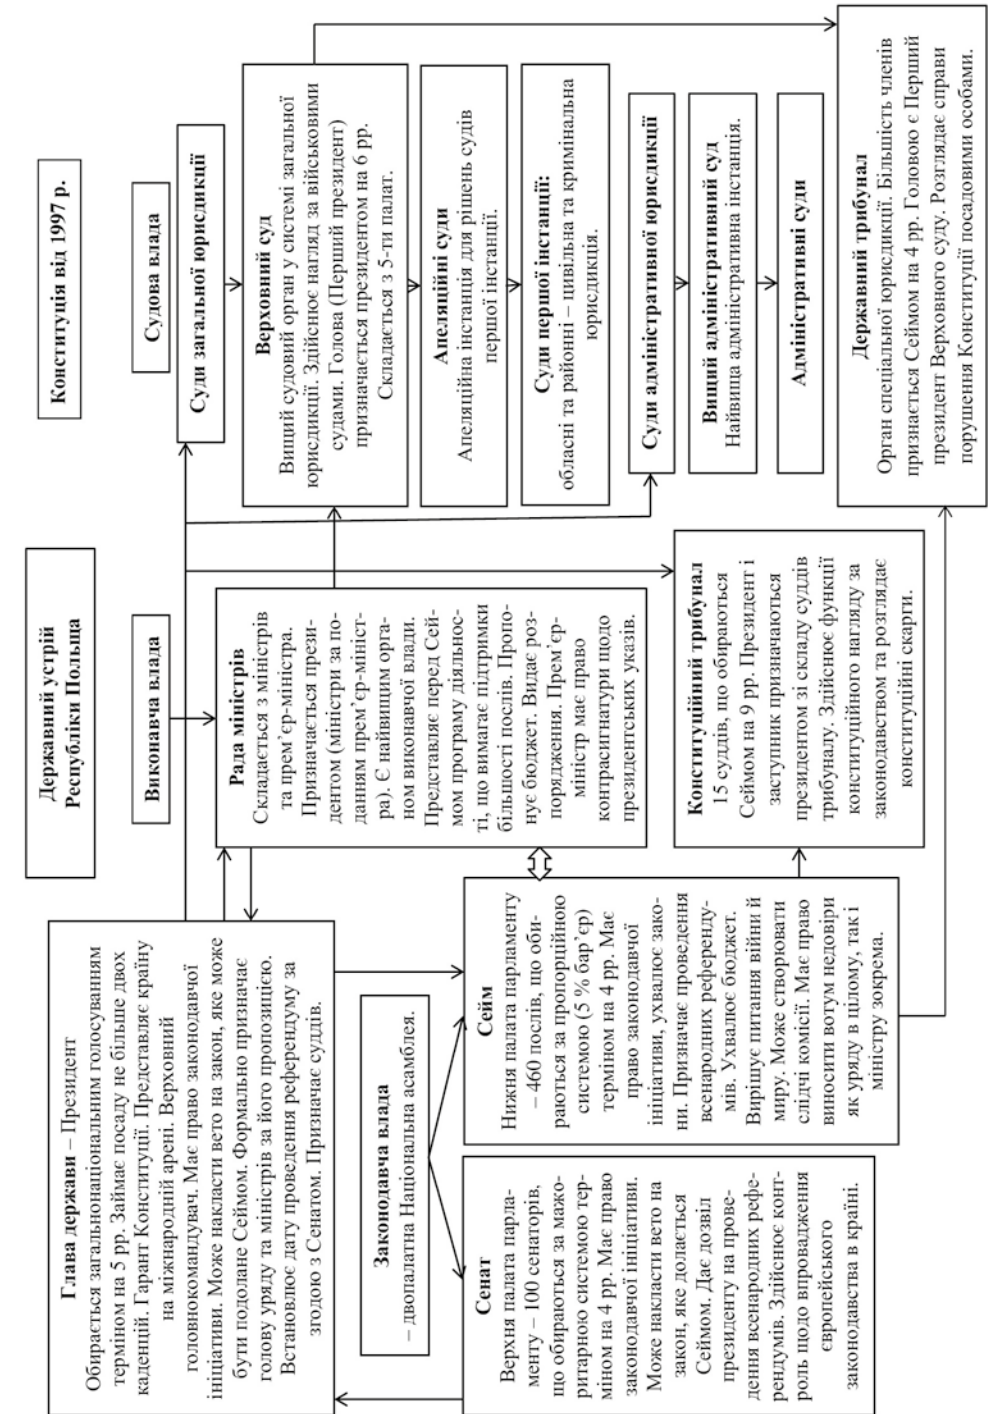 Державний устрій
Республіки Польща
Конституція від 1997 р.
Глава держави – Президент
Обирається загальнонаціональним голосуванням
терміном на 5 рр. Займає посаду не більше двох
каденцій. Гарант Конституції. Представляє країну
на міжнародній арені. Верховний
головнокомандувач. Має право законодавчої
ініціативи. Може накласти вето на закон, яке може
бути подолане Сеймом. Формально призначає
голову уряду та міністрів за його пропозицією.
Встановлює дату проведення референдуму за
згодою з Сенатом. Призначає суддів.
Законодавча влада
– двопалатна Національна асамблея.
Сенат
Верхня палата парла-
менту – 100 сенаторів,
що обираються за мажо-
ритарною системою тер-
міном на 4 рр. Має право
законодавчої ініціативи.
Може накласти вето на
закон, яке долається
Сеймом. Дає дозвіл
президенту на прове-
дення всенародних рефе-
рендумів. Здійснює конт-
роль щодо впровадження
європейського
законодавства в країні.
Сейм
Нижня палата парламенту
– 460 послів, що оби-
раються за пропорційною
системою (5 % бар’єр)
терміном на 4 рр. Має
право законодавчої
ініціативи, ухвалює зако-
ни. Призначає проведення
всенародних референду-
мів. Ухвалює бюджет.
Вирішує питання війни й
миру. Може створювати
слідчі комісії. Має право
виносити вотум недовіри
як уряду в цілому, так і
міністру зокрема.
Виконавча влада
Рада міністрів
Складається з міністрів
та прем’єр-міністра.
Призначається прези-
дентом (міністри за по-
данням прем’єр-мініст-
ра). Є найвищим орга-
ном виконавчої влади.
Представляє перед Сей-
мом програму діяльнос-
ті, що вимагає підтримки
більшості послів. Пропо-
нує бюджет. Видає роз-
порядження. Прем’єр-
міністр має право
контрасигнатури щодо
президентських указів.
Конституційний трибунал
15 суддів, що обираються
Сеймом на 9 рр. Президент і
заступник призначаються
президентом зі складу суддів
трибуналу. Здійснює функції
конституційного нагляду за
законодавством та розглядає
конституційні скарги.
Судова влада
Суди загальної юрисдикції
Верховний суд
Вищий судовий орган у системі загальної
юрисдикції. Здійснює нагляд за військовими
судами. Голова (Перший президент)
призначається президентом на 6 рр.
Складається з 5-ти палат.
Апеляційні суди
Апеляційна інстанція для рішень судів
першої інстанції.
Суди першої інстанції:
обласні та районні – цивільна та кримінальна
юрисдикція.
Суди адміністративної юрисдикції
Вищий адміністративний суд
Найвища адміністративна інстанція.
Адміністративні суди
Державний трибунал
Орган спеціальної юрисдикції. Більшість членів
признається Сеймом на 4 рр. Головою є Перший
президент Верховного суду. Розглядає справи
порушення Конституції посадовими особами.